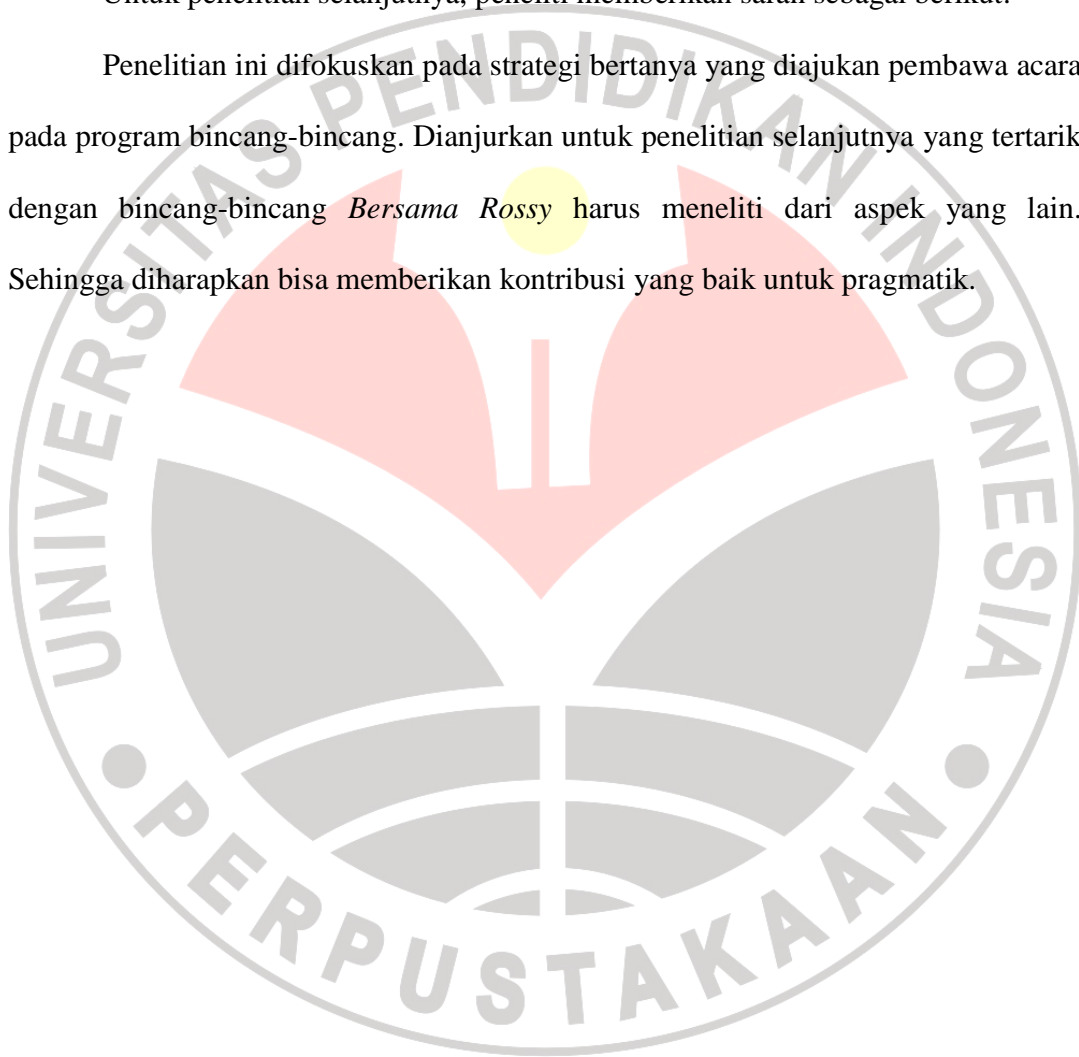 Untuk penelitian selanjutnya, peneliti memberikan saran sebagai berikut:
Penelitian ini difokuskan pada strategi bertanya yang diajukan pembawa acara
pada program bincang-bincang. Dianjurkan untuk penelitian selanjutnya yang tertarik
dengan bincang-bincang Bersama Rossy harus meneliti dari aspek yang lain.
Sehingga diharapkan bisa memberikan kontribusi yang baik untuk pragmatik.
UNIVERSITAS PENDIDIKAN INDONESIA
PERPUSTAKAAN